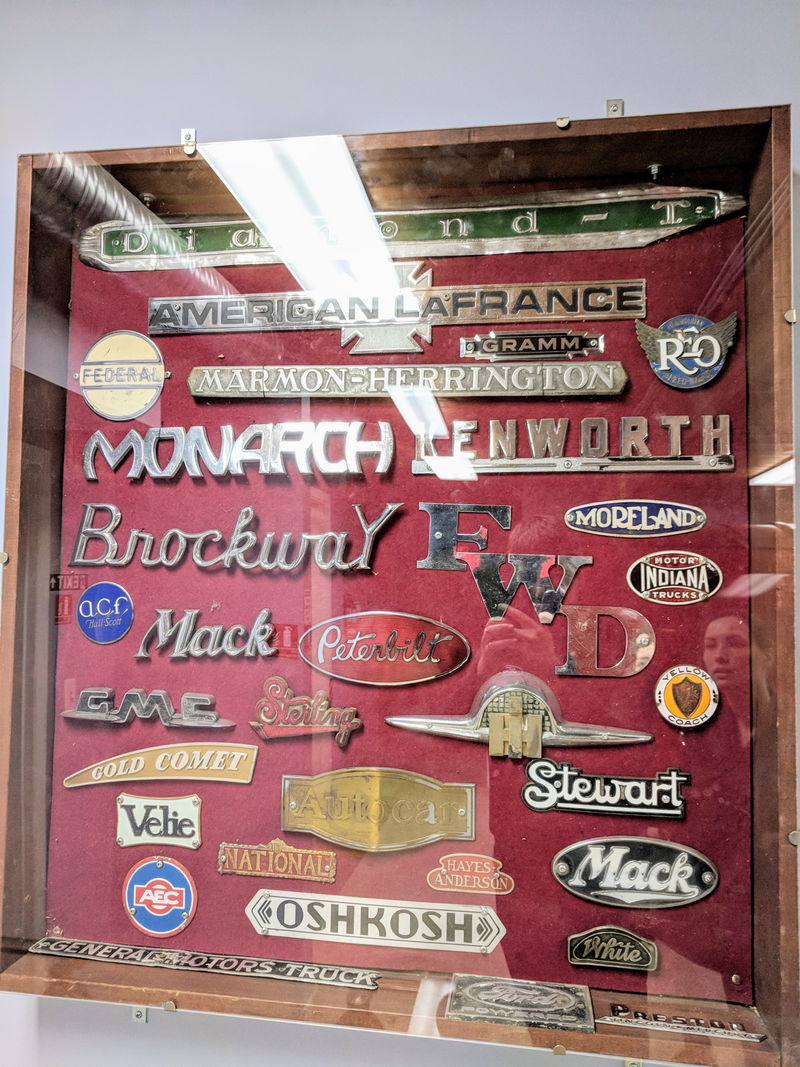 Diamond-T
AMERICAN LAFRANCE
GRAMM
REO
FEDERAL
MARMON-HERRINGTON
MONARCH
KENWORTH
BrockwaY
FWD
MORELAND
MOTOR
INDIANA
TRUCKS
EXIT
a.c.f.
Hall-Scott
Mack
Peterbilt
YELLOW
COACH
GMC
Sterling
IH
GOLD COMET
Autocar
Stewart
Velie
NATIONAL
HAYES
ANDERSON
Mack
AEC
OSHKOSH
White
GENERAL MOTORS TRUCK
Ford
PRESTON